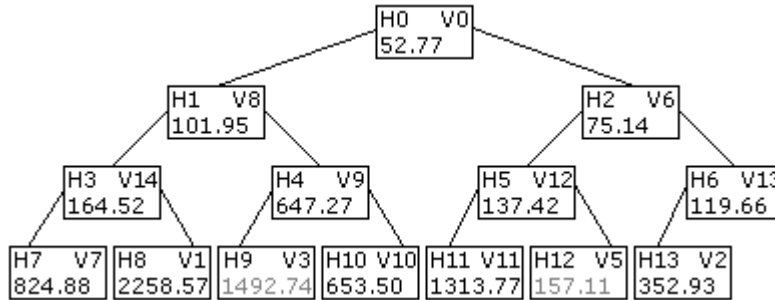 H0 V0
52.77
H1 V8
101.95
H2 V6
75.14
H3 V14
164.52
H4 V9
647.27
H5 V12
137.42
H6 V13
119.66
H7 V7
824.88
H8 V1
2258.57
H9 V3
1492.74
H10 V10
653.50
H11 V11
1313.77
H12 V5
157.11
H13 V2
352.93